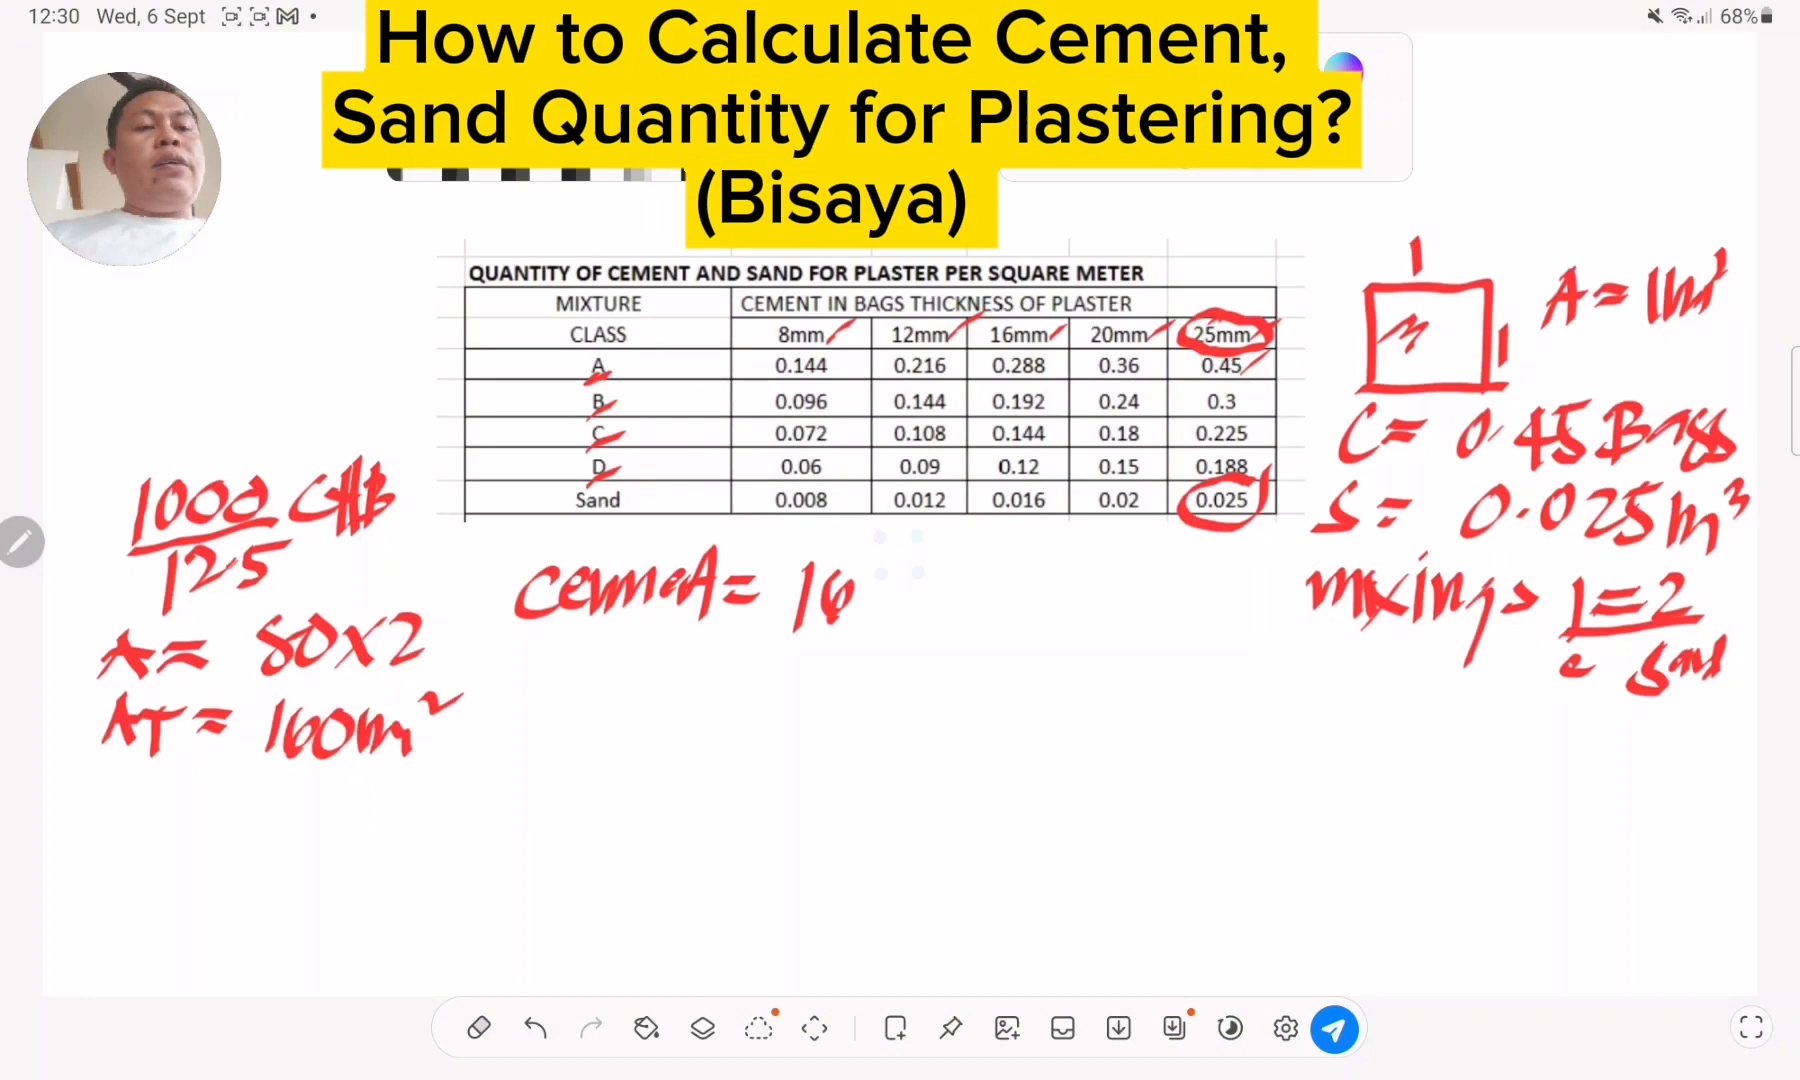 12:30 Wed, 6 Sept
68%
How to Calculate Cement,
Sand Quantity for Plastering?
(Bisaya)
QUANTITY OF CEMENT AND SAND FOR PLASTER PER SQUARE METER
MIXTURE CEMENT IN BAGS THICKNESS OF PLASTER
CLASS 8mm 12mm 16mm 20mm 25mm
A 0.144 0.216 0.288 0.36 0.45
B 0.096 0.144 0.192 0.24 0.3
C 0.072 0.108 0.144 0.18 0.225
D 0.06 0.09 0.12 0.15 0.188
Sand 0.008 0.012 0.016 0.02 0.025
1
1
A = 1m²
C = 0.45 Bags
S = 0.025m³
mixing > 1=2
c sand
1000 CHB
12.5
A = 80x2
AT = 160m²
cement = 16